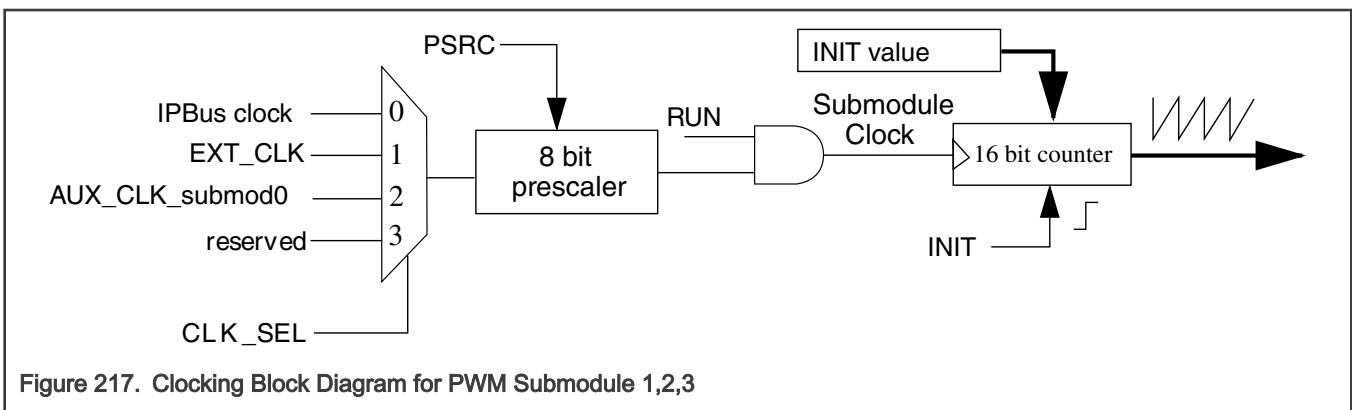 PSRC
INIT value
IPBus clock
0
RUN
Submodule
Clock
EXT_CLK
1
8 bit
prescaler
16 bit counter
AUX_CLK_submod0
2
reserved
3
INIT
CLK_SEL
Figure 217. Clocking Block Diagram for PWM Submodule 1,2,3